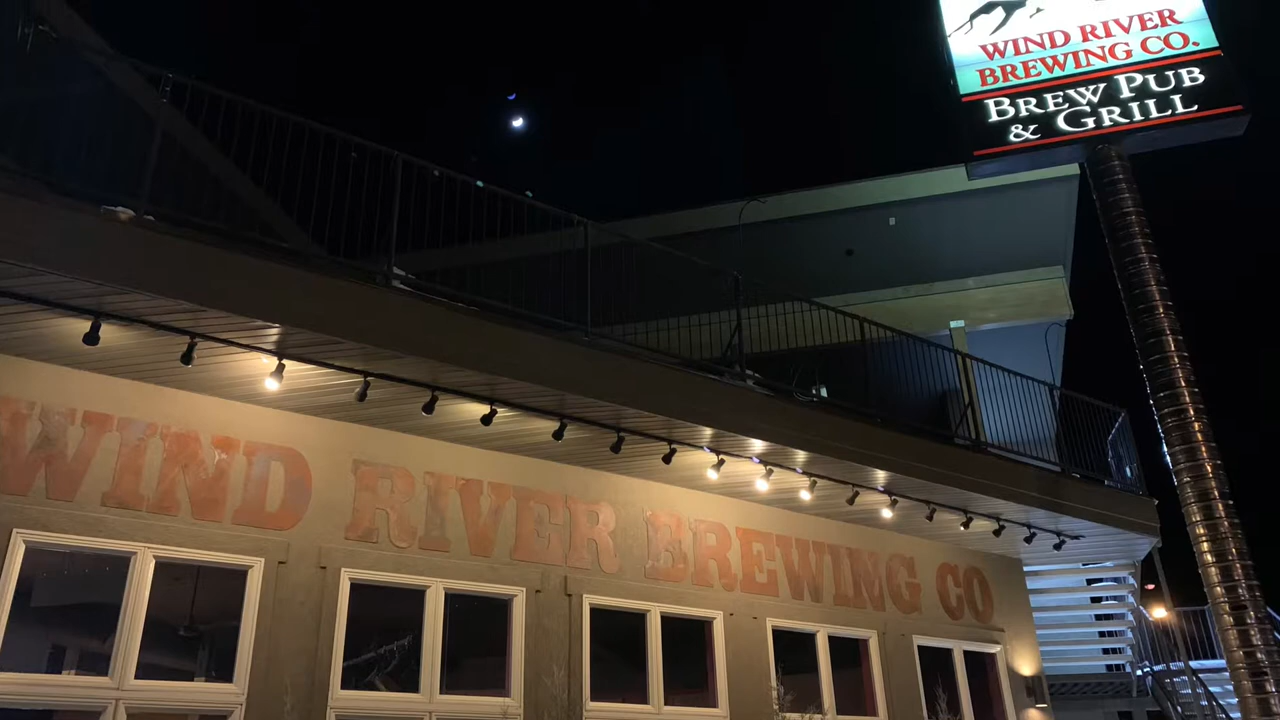 WIND RIVER
BREWING CO.
BREW PUB
& GRILL
WIND RIVER BREWING CO